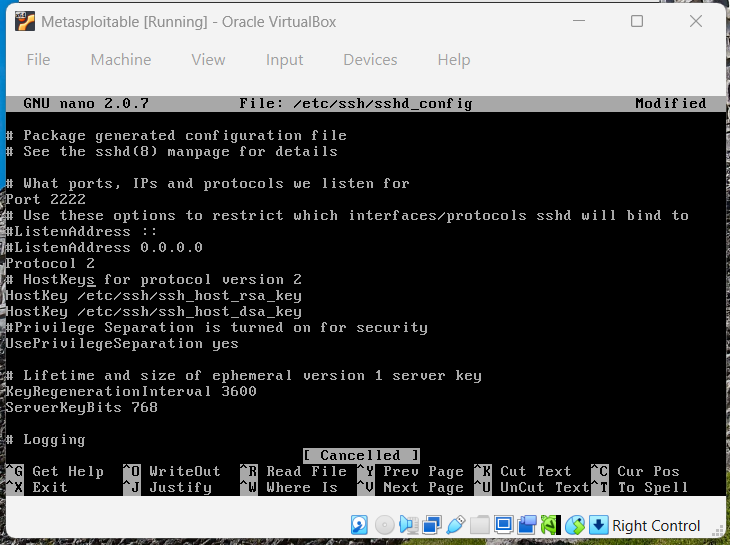 Metasploitable [Running] - Oracle VirtualBox
File Machine View Input Devices Help
GNU nano 2.0.7 File: /etc/ssh/sshd_config Modified
# Package generated configuration file
# See the sshd(8) manpage for details
# What ports, IPs and protocols we listen for
Port 2222
# Use these options to restrict which interfaces/protocols sshd will bind to
#ListenAddress ::
#ListenAddress 0.0.0.0
Protocol 2
# HostKeys for protocol version 2
HostKey /etc/ssh/ssh_host_rsa_key
HostKey /etc/ssh/ssh_host_dsa_key
#Privilege Separation is turned on for security
UsePrivilegeSeparation yes
# Lifetime and size of ephemeral version 1 server key
KeyRegenerationInterval 3600
ServerKeyBits 768
# Logging
[ Cancelled ]
^G Get Help ^O WriteOut ^R Read File ^Y Prev Page ^K Cut Text ^C Cur Pos
^X Exit ^J Justify ^W Where Is ^V Next Page ^U UnCut Text ^T To Spell
Right Control